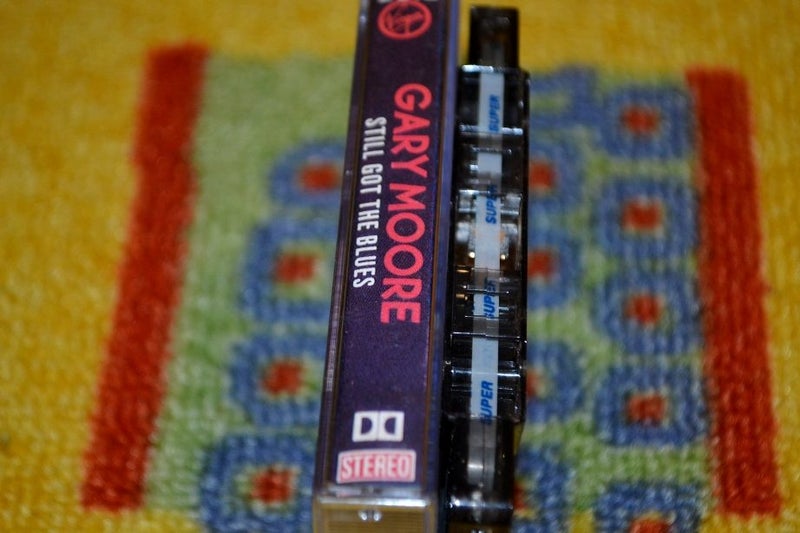 GARY MOORE
STILL GOT THE BLUES
STEREO
SUPER
SUPER
SUPER
SUPER